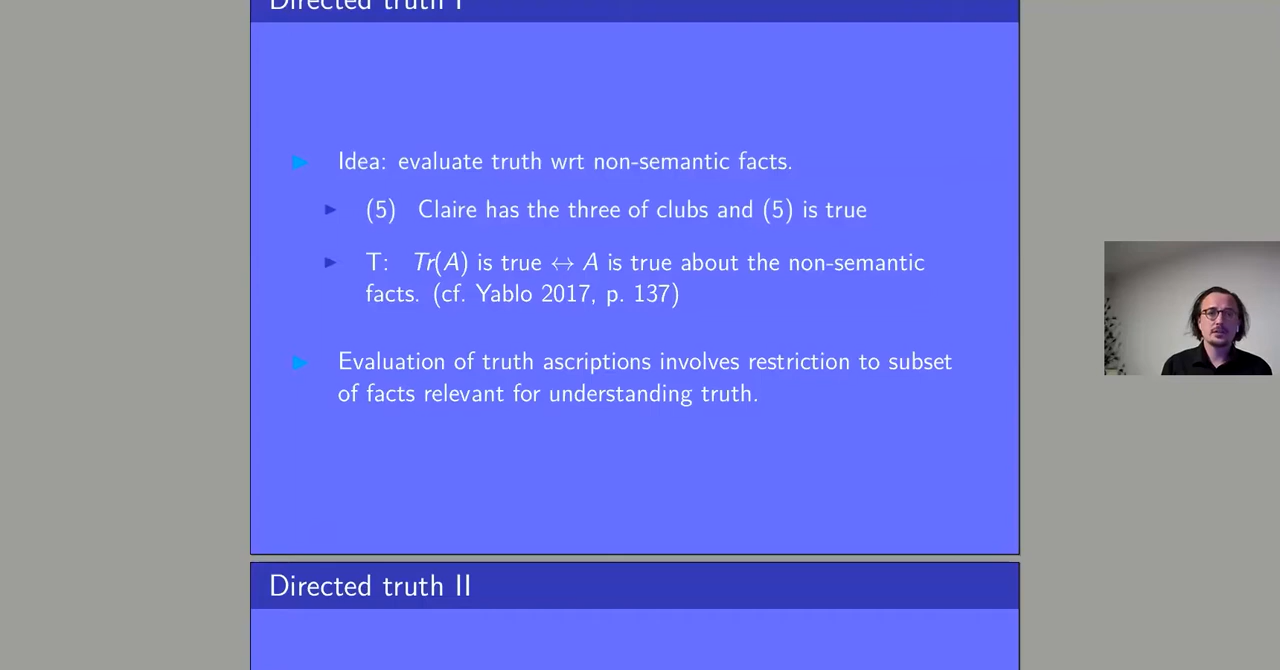 Directed truth I
Idea: evaluate truth wrt non-semantic facts.
(5) Claire has the three of clubs and (5) is true
T: Tr(A) is true ↔ A is true about the non-semantic
facts. (cf. Yablo 2017, p. 137)
Evaluation of truth ascriptions involves restriction to subset
of facts relevant for understanding truth.
Directed truth II